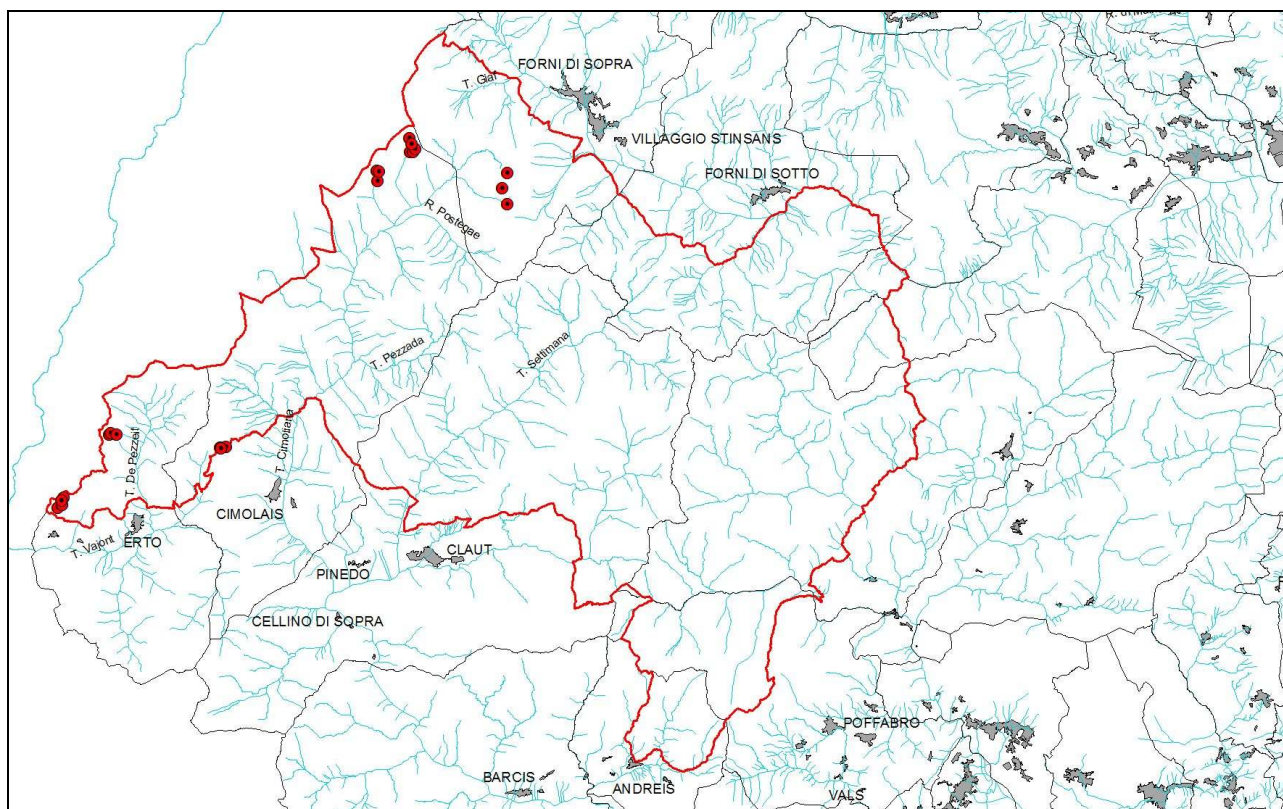 FORNI DI SOPRA
T. Giaf
VILLAGGIO STINSANS
FORNI DI SOTTO
R. Postegae
T. Pezzada
T. Settimana
T. Cimoliana
T. De Pezzeit
CIMOLAIS
ERTO
T. Vajont
CLAUT
PINEDO
CELLINO DI SOPRA
POFFABRO
BARCIS
ANDREIS
VALS